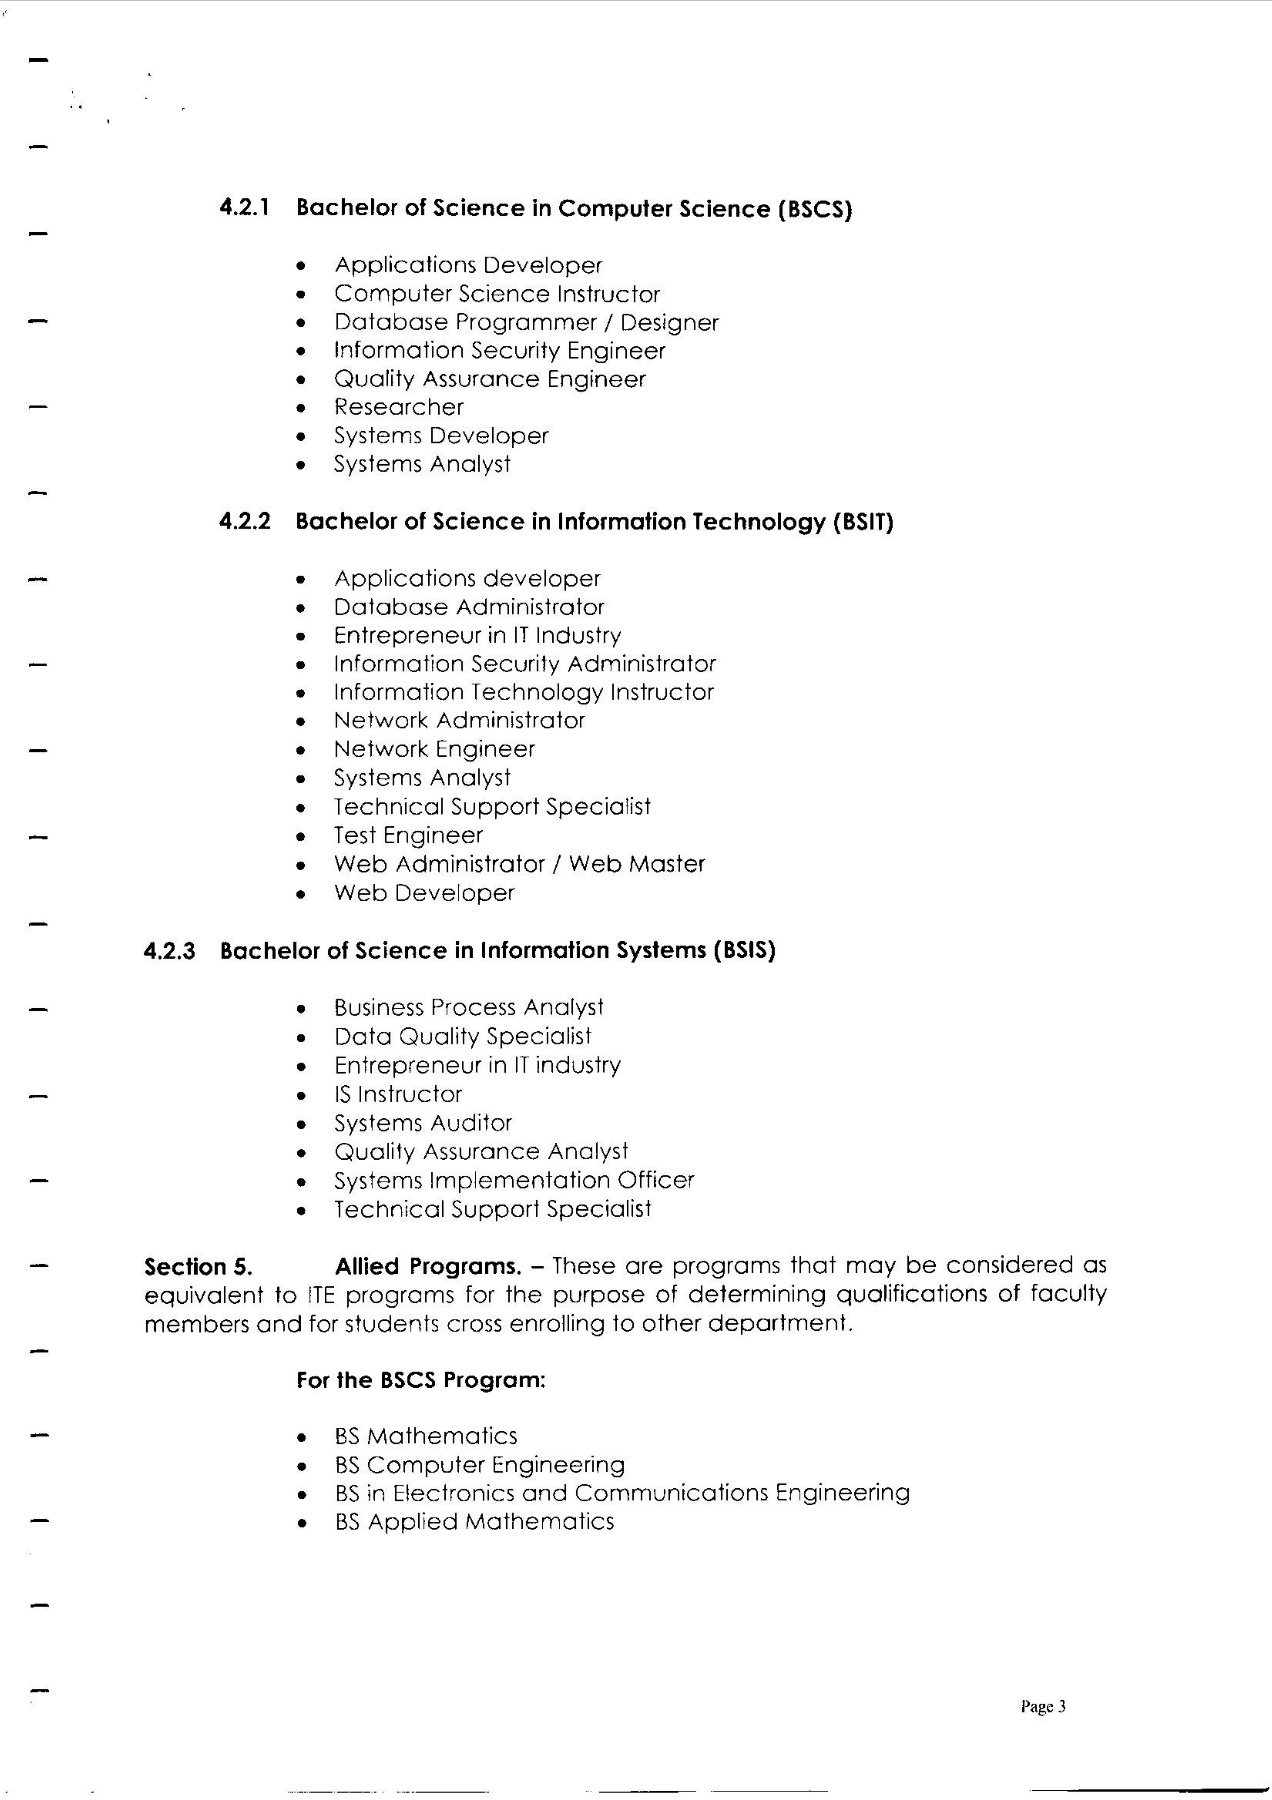 4.2.1 Bachelor of Science in Computer Science (BSCS)
• Applications Developer
• Computer Science Instructor
• Database Programmer / Designer
• Information Security Engineer
• Quality Assurance Engineer
• Researcher
• Systems Developer
• Systems Analyst
4.2.2 Bachelor of Science in Information Technology (BSIT)
• Applications developer
• Database Administrator
• Entrepreneur in IT Industry
• Information Security Administrator
• Information Technology Instructor
• Network Administrator
• Network Engineer
• Systems Analyst
• Technical Support Specialist
• Test Engineer
• Web Administrator / Web Master
• Web Developer
4.2.3 Bachelor of Science in Information Systems (BSIS)
• Business Process Analyst
• Data Quality Specialist
• Entrepreneur in IT industry
• IS Instructor
• Systems Auditor
• Quality Assurance Analyst
• Systems Implementation Officer
• Technical Support Specialist
Section 5. Allied Programs. – These are programs that may be considered as
equivalent to ITE programs for the purpose of determining qualifications of faculty
members and for students cross enrolling to other department.
For the BSCS Program:
• BS Mathematics
• BS Computer Engineering
• BS in Electronics and Communications Engineering
• BS Applied Mathematics
Page 3